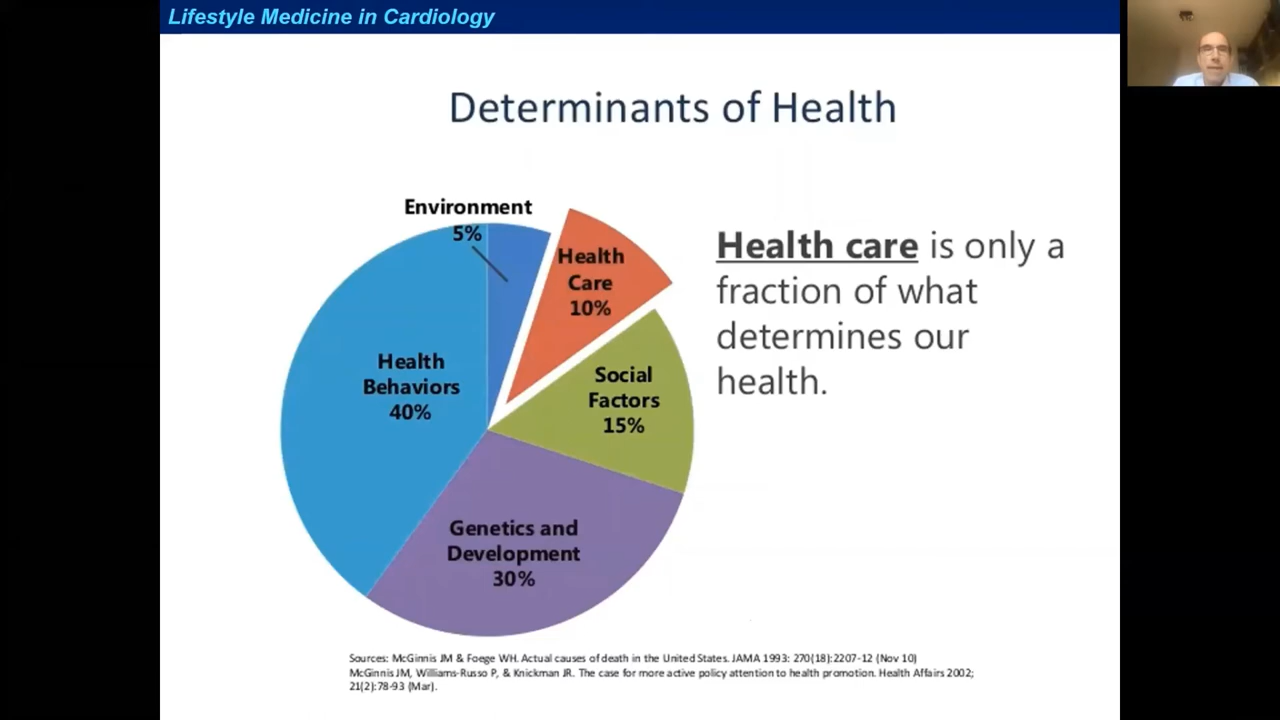 Lifestyle Medicine in Cardiology
Determinants of Health
Environment
5%
Health
Care
10%
Health care is only a
fraction of what
determines our
health.
Health
Behaviors
40%
Social
Factors
15%
Genetics and
Development
30%
Sources: McGinnis JM & Foege WH. Actual causes of death in the United States. JAMA 1993: 270(18):2207-12 (Nov 10)
McGinnis JM, Williams-Russo P, & Knickman JR. The case for more active policy attention to health promotion. Health Affairs 2002;
21(2):78-93 (Mar).